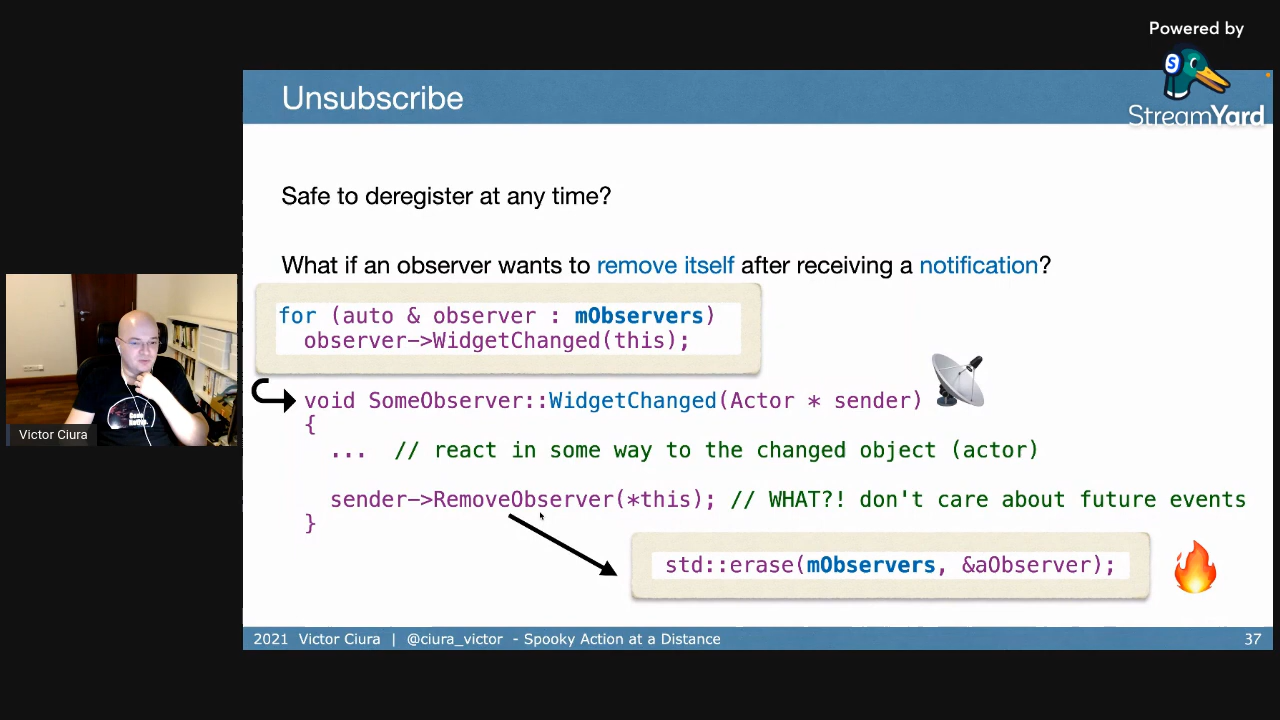 Powered by
S
StreamYard
Unsubscribe
Safe to deregister at any time?
What if an observer wants to remove itself after receiving a notification?
for (auto & observer : mObservers)
observer->WidgetChanged(this);
void SomeObserver::WidgetChanged(Actor * sender)
{
... // react in some way to the changed object (actor)
sender->RemoveObserver(*this); // WHAT?! don't care about future events
}
std::erase(mObservers, &aObserver);
Victor Ciura
2021 Victor Ciura | @ciura_victor - Spooky Action at a Distance
37